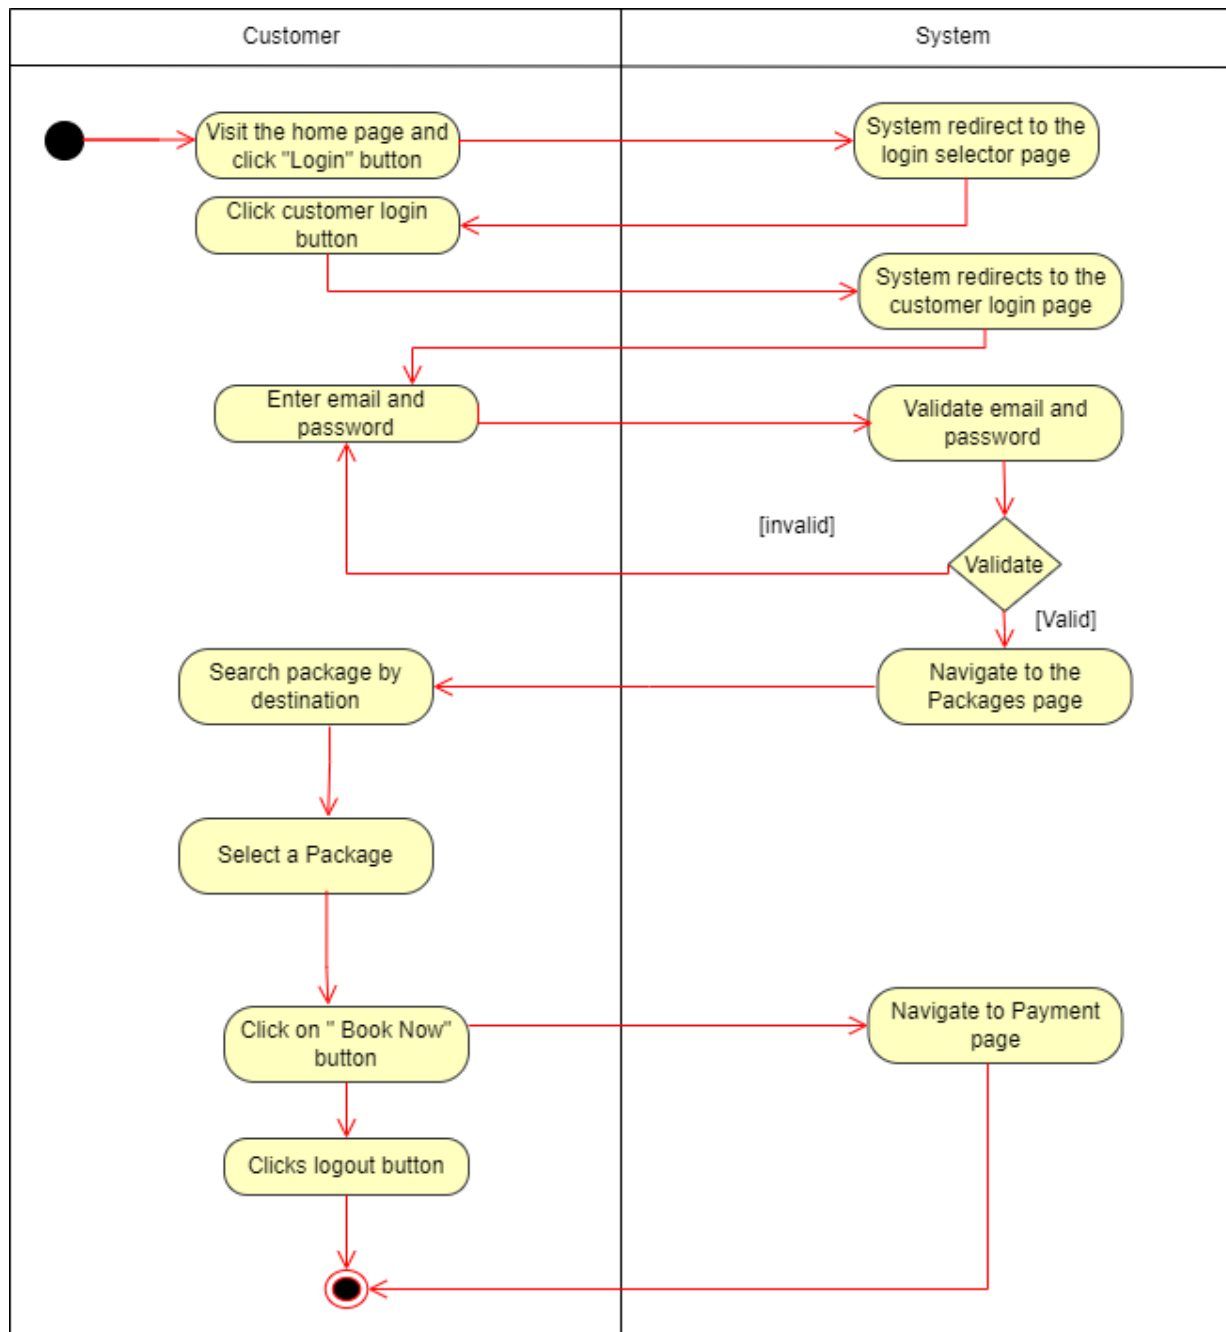 Customer
System
Visit the home page and
click "Login" button
System redirect to the
login selector page
Click customer login
button
System redirects to the
customer login page
Enter email and
password
Validate email and
password
[invalid]
Validate
[Valid]
Search package by
destination
Navigate to the
Packages page
Select a Package
Click on " Book Now"
button
Navigate to Payment
page
Clicks logout button